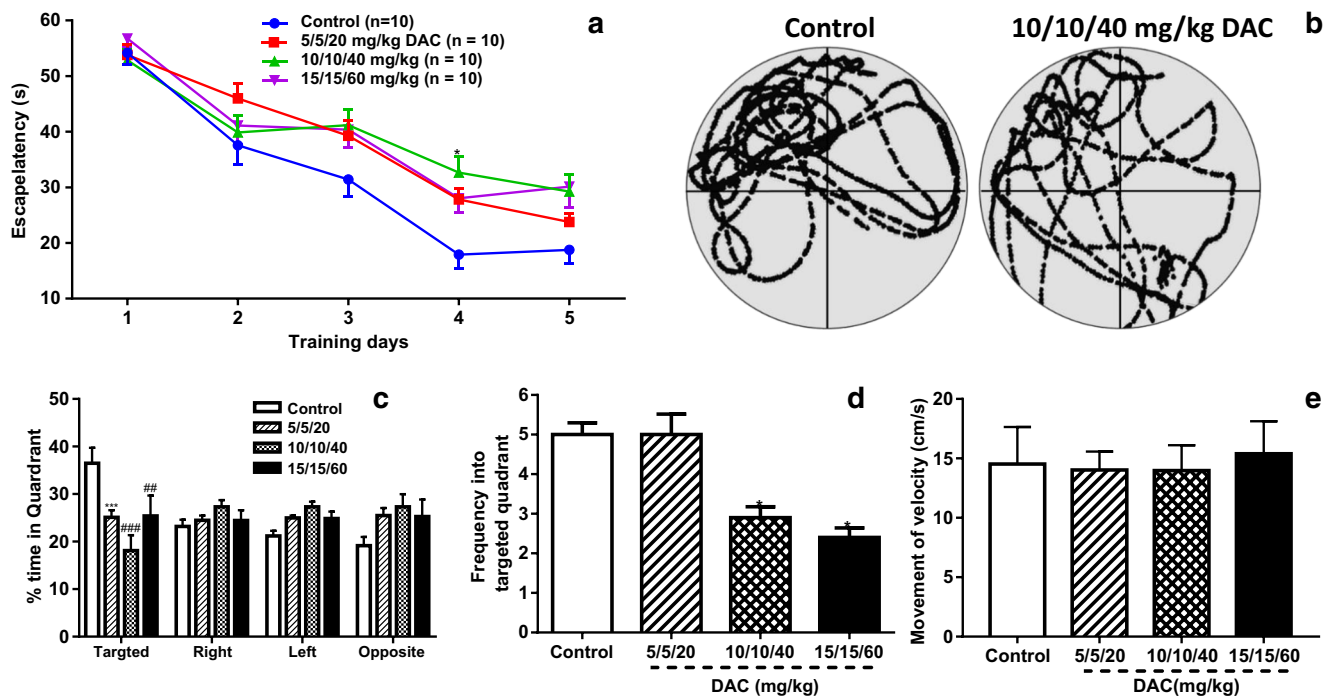 a
Control (n=10)
5/5/20 mg/kg DAC (n = 10)
10/10/40 mg/kg (n = 10)
15/15/60 mg/kg (n = 10)
Escapelatency (s)
60
50
40
30
20
10
*
1 2 3 4 5
Training days
Control 10/10/40 mg/kg DAC b
c
Control
5/5/20
10/10/40
15/15/60
% time in Quardrant
50
40
30
20
10
0
*** ### ##
Targted Right Left Opposite
d
Frequency into
targeted quadrant
6
5
4
3
2
1
0
* *
Control 5/5/20 10/10/40 15/15/60
DAC (mg/kg)
e
Movement of velocity (cm/s)
20
15
10
5
0
Control 5/5/20 10/10/40 15/15/60
DAC(mg/kg)